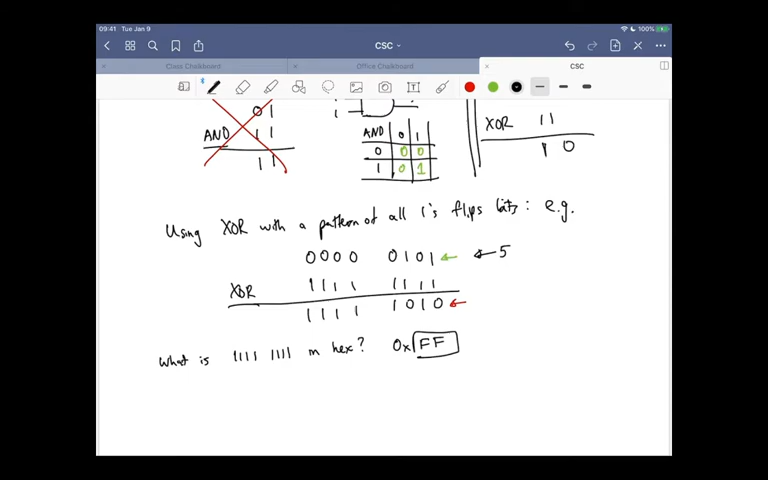 09:41 Tue Jan 9
100%
CSC
Class Chalkboard
Office Chalkboard
CSC
0 1
AND 1 1
1 1
1
AND 0 1
0 0 0
1 0 1
XOR 1 1
1 0
Using XOR with a pattern of all 1's flips bits: e.g.
0000 0101 ← ← 5
XOR 1111 1111
1111 1010 ←
What is 1111 1111 in hex? 0x FF